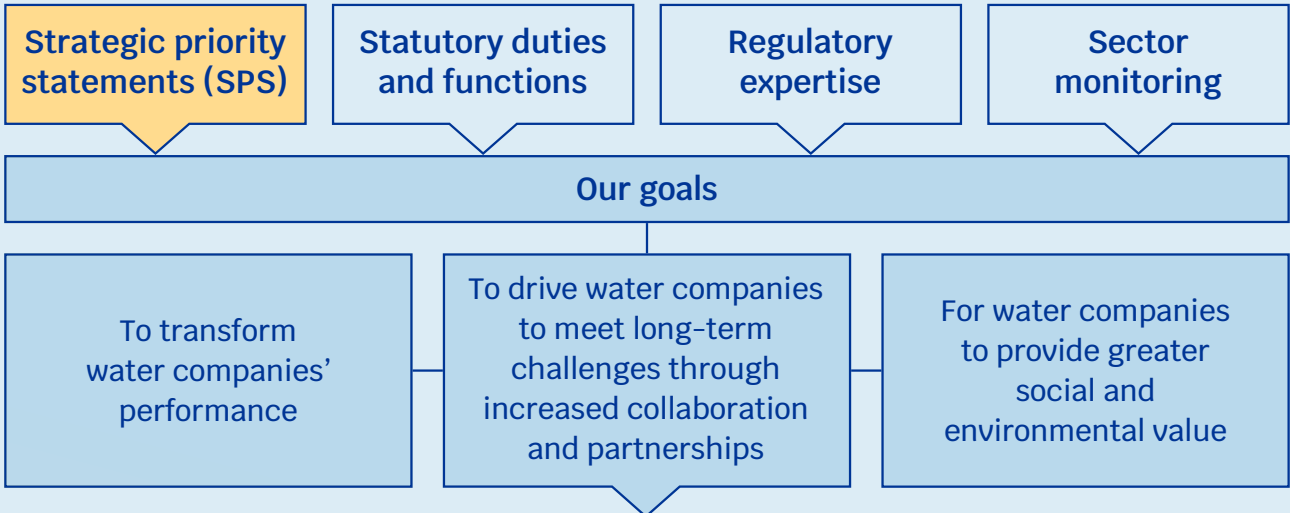 Strategic priority
statements (SPS)
Statutory duties
and functions
Regulatory
expertise
Sector
monitoring
Our goals
To transform
water companies’
performance
To drive water companies
to meet long-term
challenges through
increased collaboration
and partnerships
For water companies
to provide greater
social and
environmental value